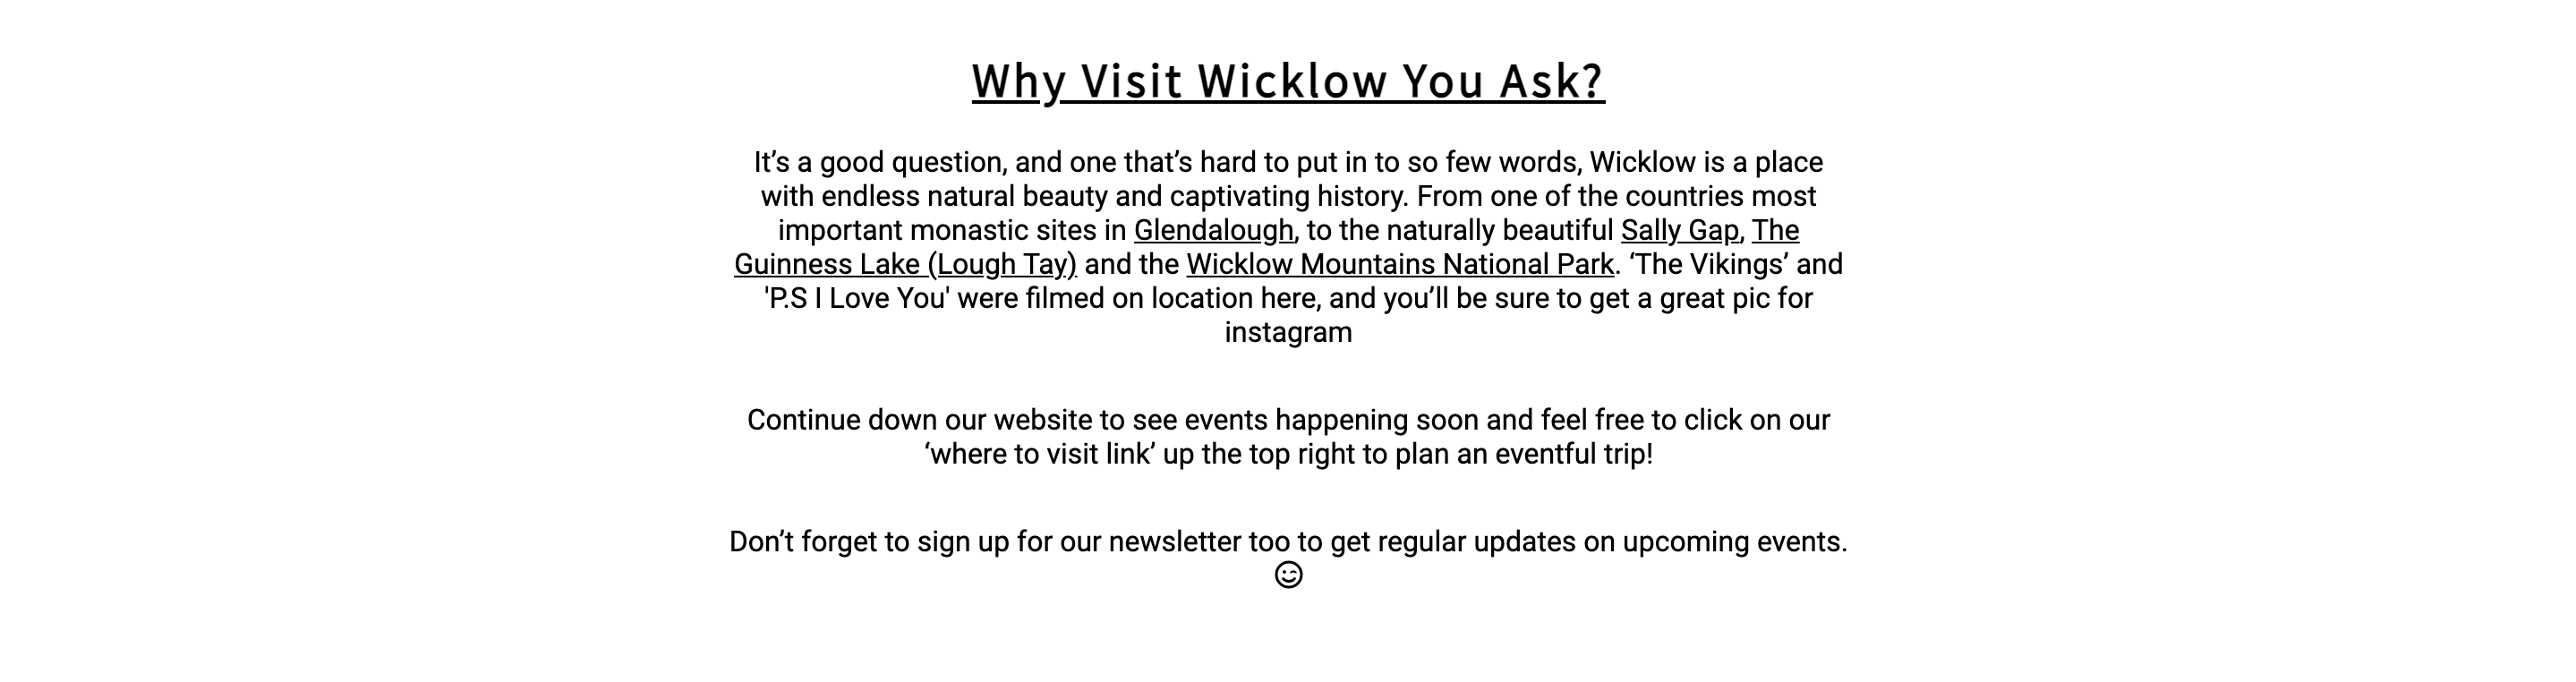 Why Visit Wicklow You Ask?
It’s a good question, and one that’s hard to put in to so few words, Wicklow is a place
with endless natural beauty and captivating history. From one of the countries most
important monastic sites in Glendalough, to the naturally beautiful Sally Gap, The
Guinness Lake (Lough Tay) and the Wicklow Mountains National Park. ‘The Vikings’ and
'P.S I Love You' were filmed on location here, and you’ll be sure to get a great pic for
instagram
Continue down our website to see events happening soon and feel free to click on our
‘where to visit link’ up the top right to plan an eventful trip!
Don’t forget to sign up for our newsletter too to get regular updates on upcoming events.